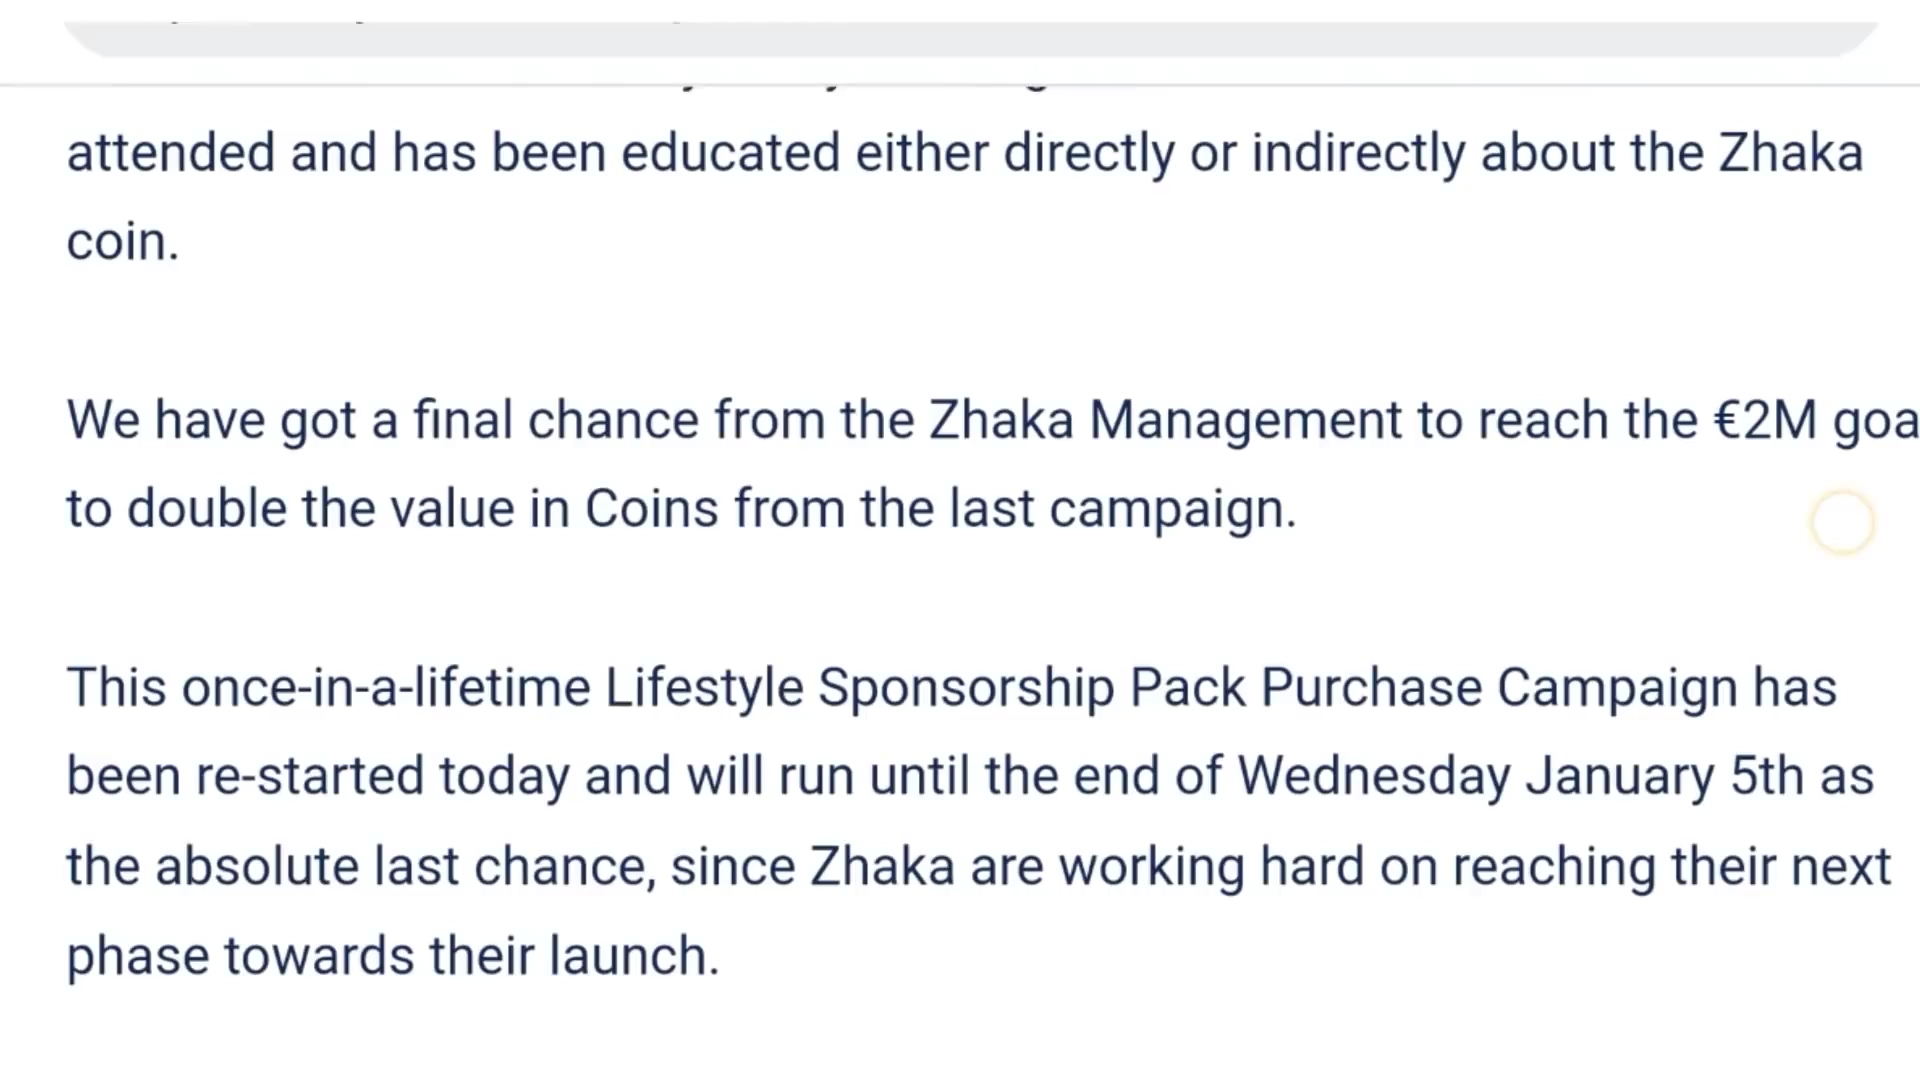 attended and has been educated either directly or indirectly about the Zhaka
coin.
We have got a final chance from the Zhaka Management to reach the €2M goa
to double the value in Coins from the last campaign.
This once-in-a-lifetime Lifestyle Sponsorship Pack Purchase Campaign has
been re-started today and will run until the end of Wednesday January 5th as
the absolute last chance, since Zhaka are working hard on reaching their next
phase towards their launch.